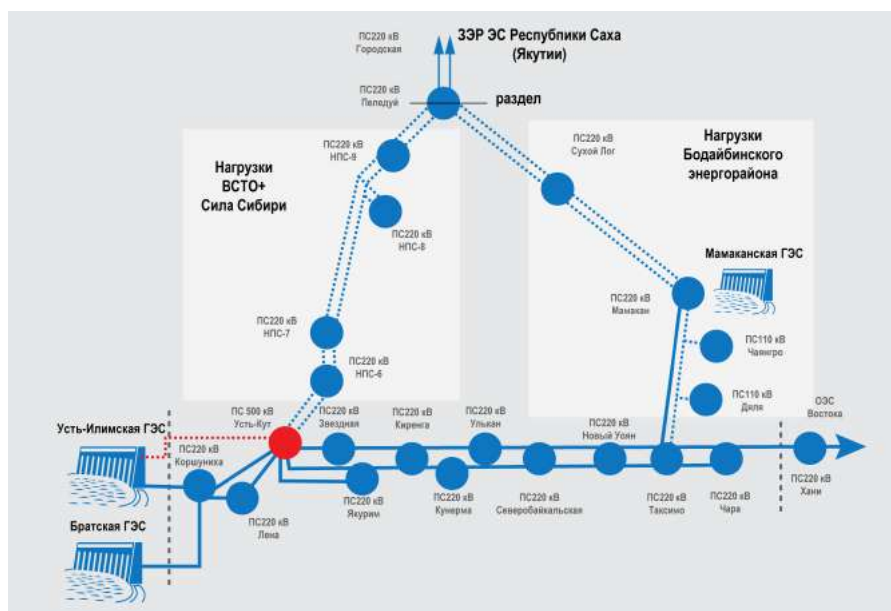 ПС220 кВ
Городская
ЗЭР ЭС Республики Саха
(Якутии)
ПС220 кВ
Пеледуй
раздел
ПС220 кВ
НПС-9
Нагрузки
ВСТО+
Сила Сибири
ПС220 кВ
Сухой Лог
Нагрузки
Бодайбинского
энергорайона
ПС220 кВ
НПС-8
Мамаканская ГЭС
ПС220 кВ
Мамакан
ПС220 кВ
НПС-7
ПС110 кВ
Чаянгро
ПС220 кВ
НПС-6
ПС110 кВ
Дяля
ПС 500 кВ
Усть-Кут
ПС220 кВ
Звездная
ПС220 кВ
Киренга
ПС220 кВ
Улькан
ПС220 кВ
Новый Уоян
ОЭС
Востока
Усть-Илимская ГЭС
ПС220 кВ
Коршуниха
Братская ГЭС
ПС220 кВ
Лена
ПС220 кВ
Якурим
ПС220 кВ
Кунерма
ПС220 кВ
Северобайкальская
ПС220 кВ
Таксимо
ПС220 кВ
Чара
ПС220 кВ
Хани